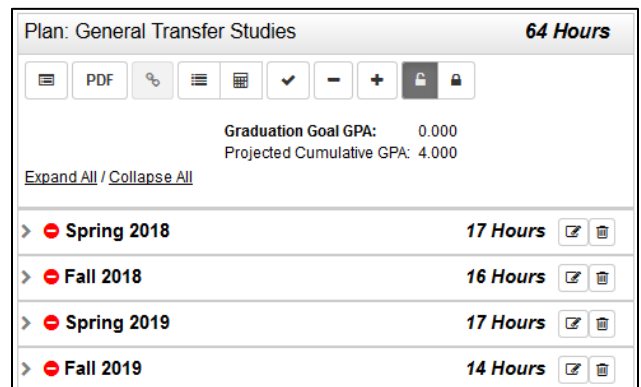 Plan: General Transfer Studies 64 Hours
PDF
Graduation Goal GPA: 0.000
Projected Cumulative GPA: 4.000
Expand All / Collapse All
Spring 2018 17 Hours
Fall 2018 16 Hours
Spring 2019 17 Hours
Fall 2019 14 Hours